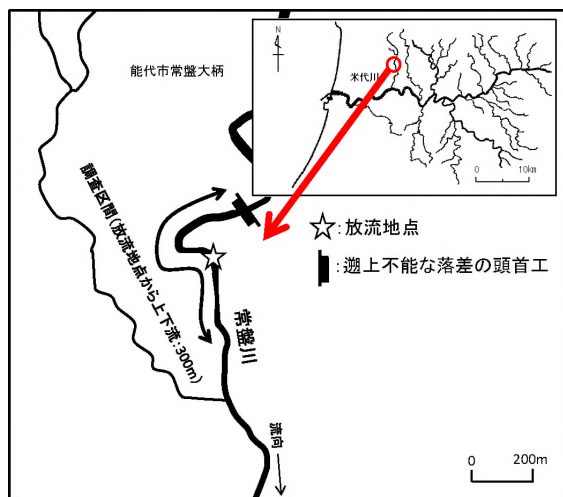 能代市常盤大柄
N
米代川
0 10km
☆:放流地点
:遡上不能な落差の頭首工
調査区間(放流地点から上下流:300m)
常盤川
流向
0 200m